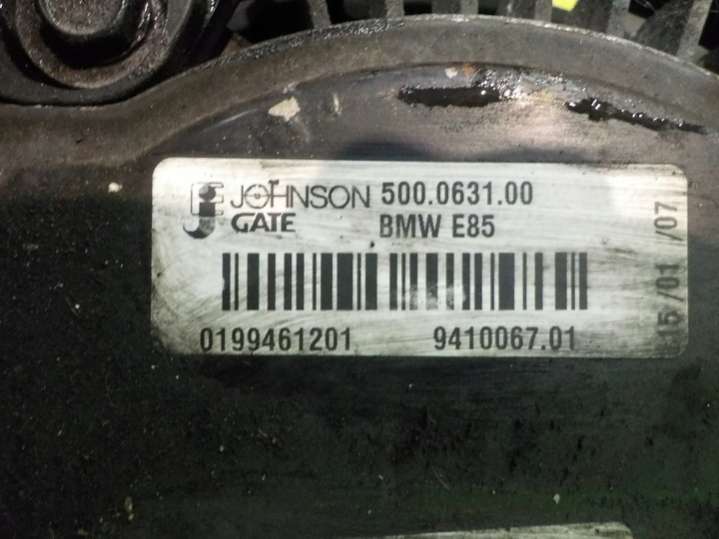 JOHNSON 500.0631.00
GATE BMW E85
0199461201 9410067.01
15/01/07